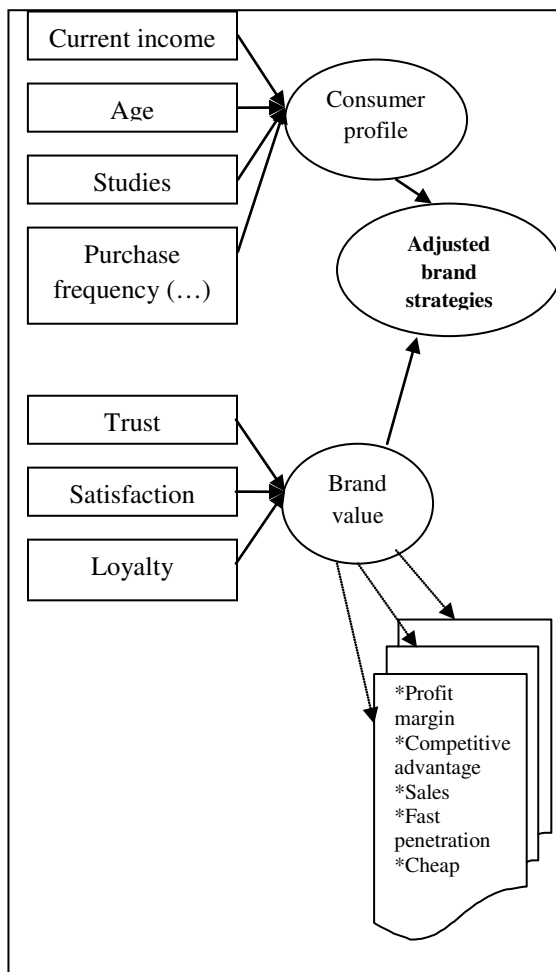 Current income
Age
Studies
Purchase
frequency (…)
Consumer
profile
Adjusted
brand
strategies
Trust
Satisfaction
Loyalty
Brand
value
*Profit
margin
*Competitive
advantage
*Sales
*Fast
penetration
*Cheap